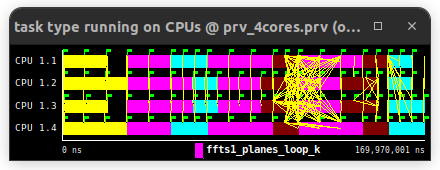 task type running on CPUs @ prv_4cores.prv (o...
CPU 1.1
CPU 1.2
CPU 1.3
CPU 1.4
0 ns
ffts1_planes_loop_k
169,970,001 ns